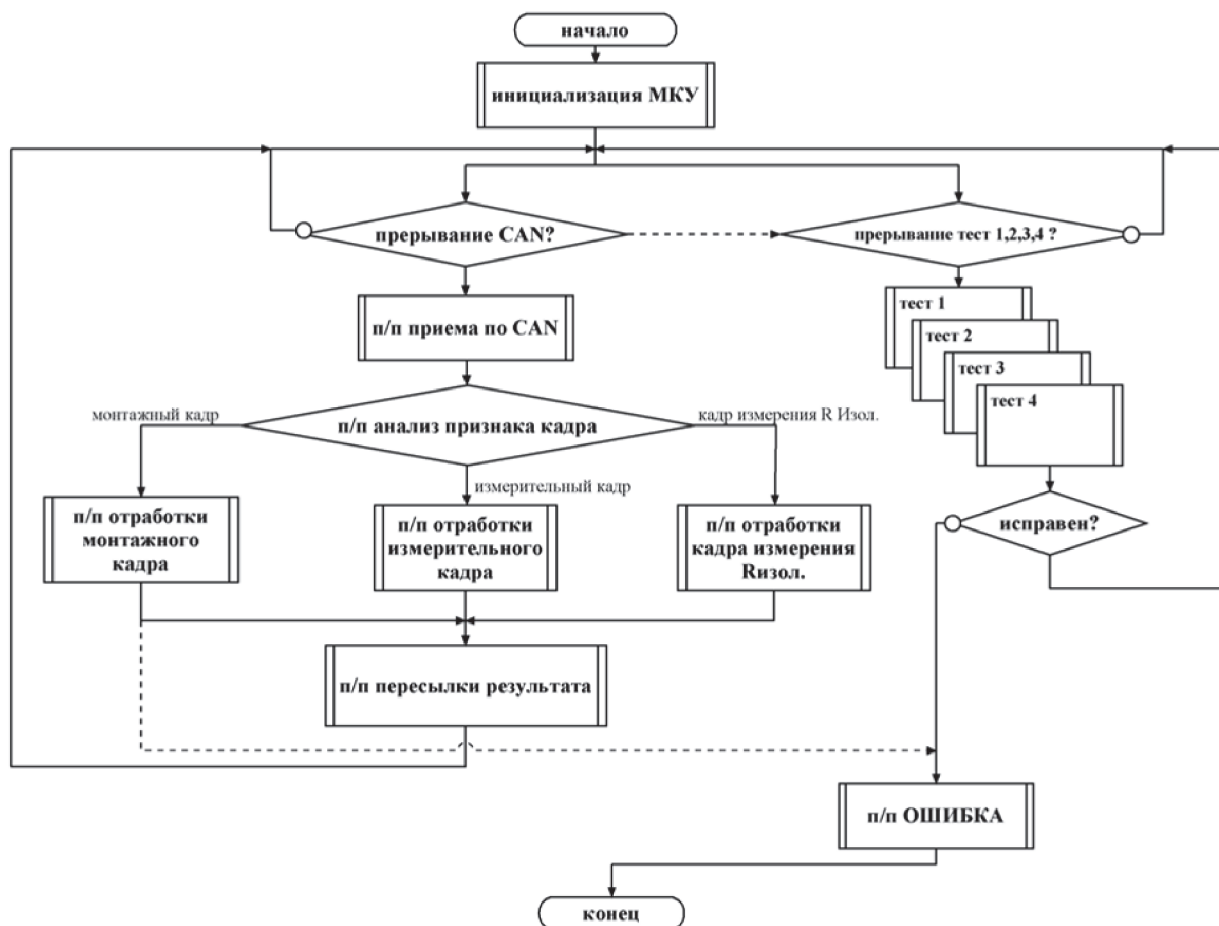 начало
инициализация МКУ
прерывание CAN?
прерывание тест 1,2,3,4 ?
п/п приема по CAN
тест 1
тест 2
тест 3
тест 4
монтажный кадр
п/п анализ признака кадра
кадр измерения R Изол.
измерительный кадр
п/п отработки
монтажного
кадра
п/п отработки
измерительного
кадра
п/п отработки
кадра измерения
Rизол.
исправен?
п/п пересылки результата
п/п ОШИБКА
конец